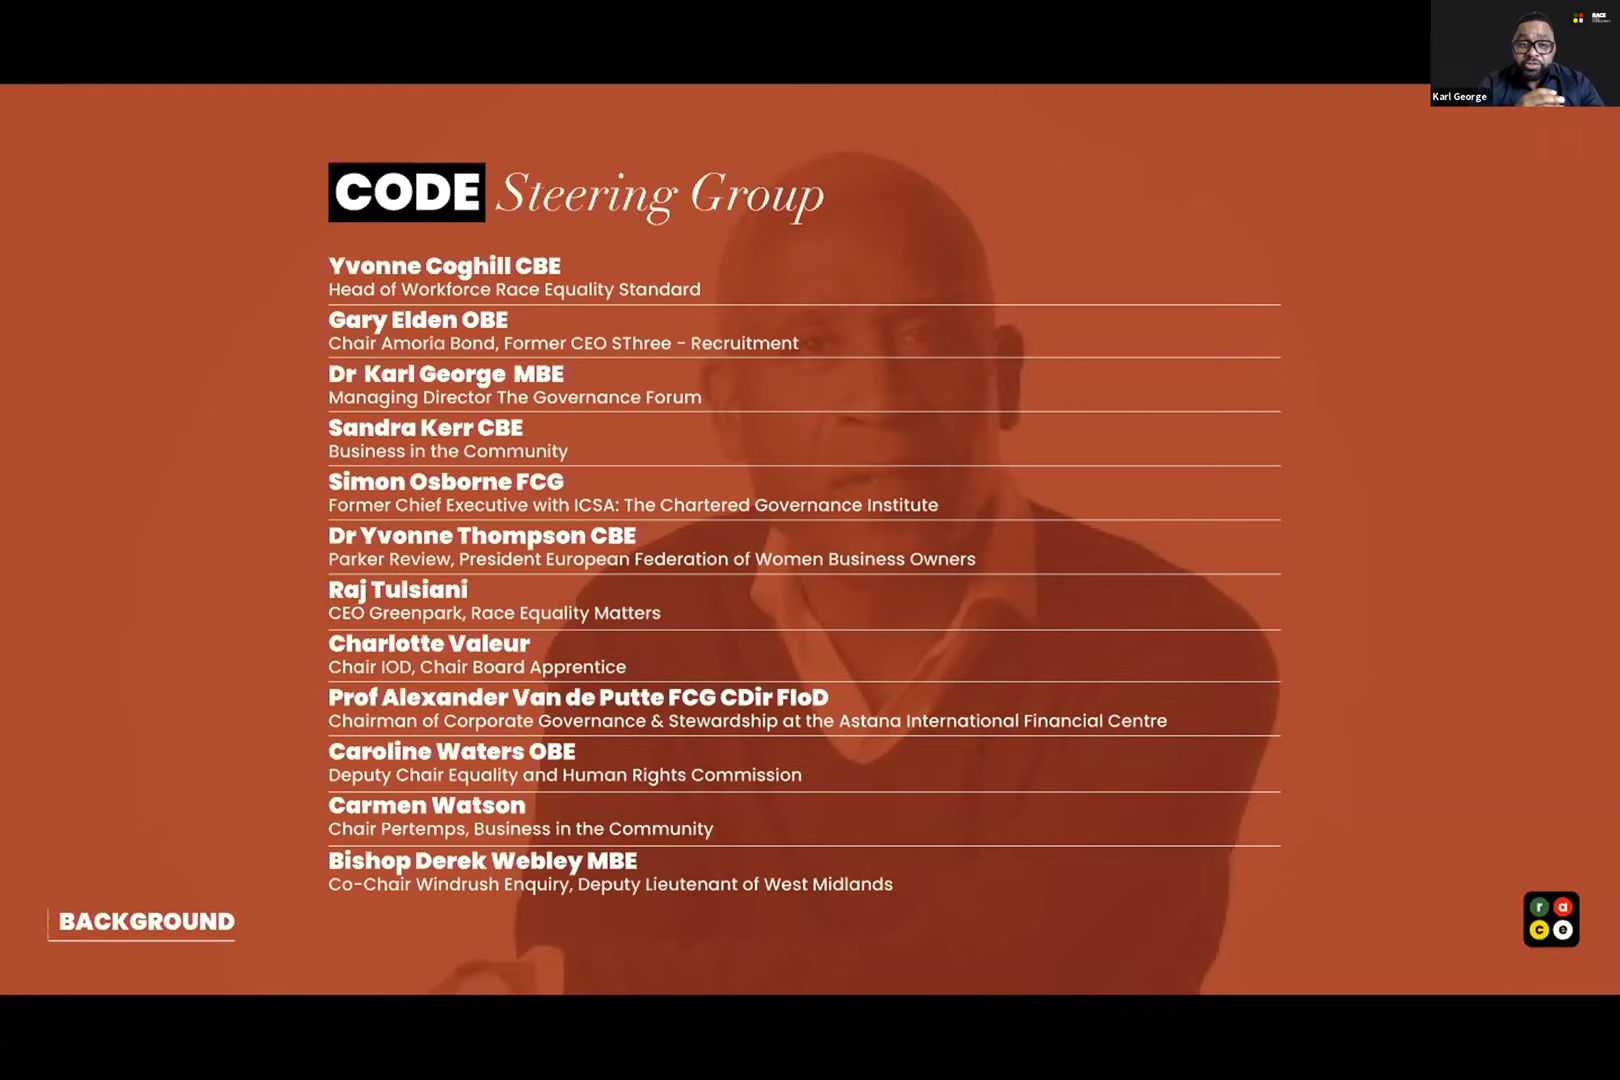 RACE
Karl George
CODE Steering Group
Yvonne Coghill CBE
Head of Workforce Race Equality Standard
Gary Elden OBE
Chair Amoria Bond, Former CEO SThree - Recruitment
Dr Karl George MBE
Managing Director The Governance Forum
Sandra Kerr CBE
Business in the Community
Simon Osborne FCG
Former Chief Executive with ICSA: The Chartered Governance Institute
Dr Yvonne Thompson CBE
Parker Review, President European Federation of Women Business Owners
Raj Tulsiani
CEO Greenpark, Race Equality Matters
Charlotte Valeur
Chair IOD, Chair Board Apprentice
Prof Alexander Van de Putte FCG CDir FIoD
Chairman of Corporate Governance & Stewardship at the Astana International Financial Centre
Caroline Waters OBE
Deputy Chair Equality and Human Rights Commission
Carmen Watson
Chair Pertemps, Business in the Community
Bishop Derek Webley MBE
Co-Chair Windrush Enquiry, Deputy Lieutenant of West Midlands
BACKGROUND
r a
c e